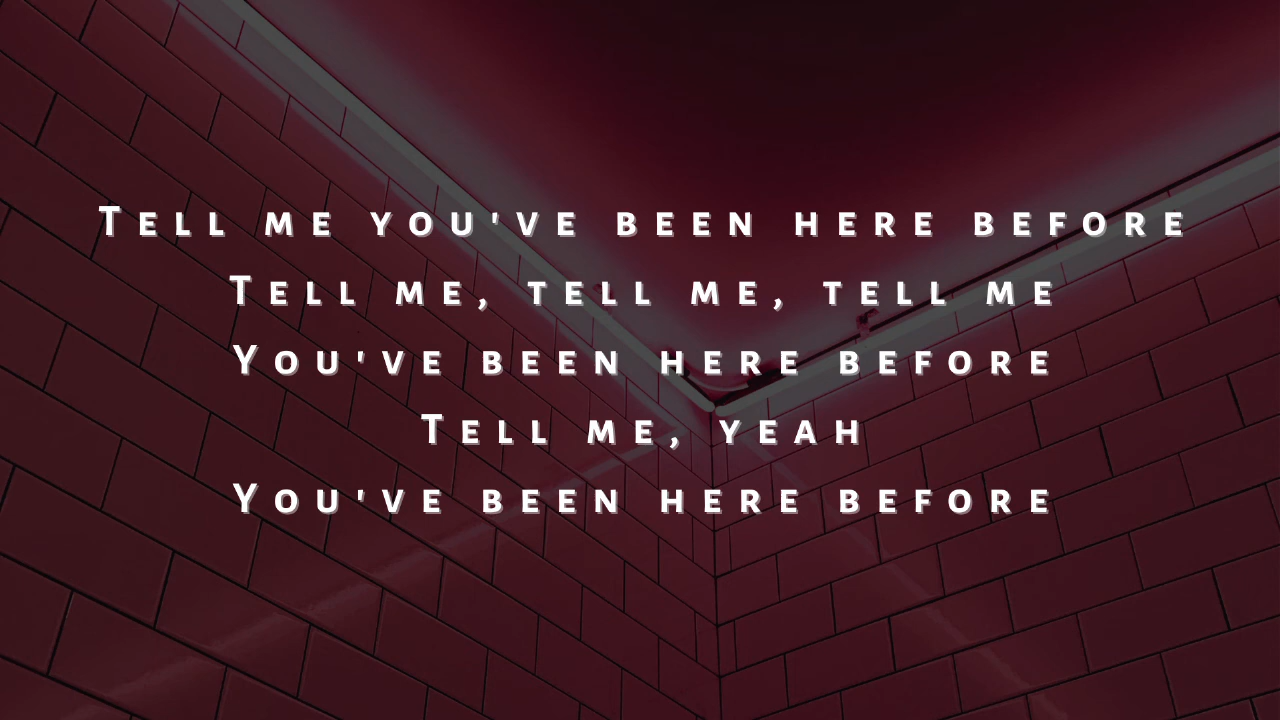 Tell me you've been here before
Tell me, tell me, tell me
You've been here before
Tell me, yeah
You've been here before